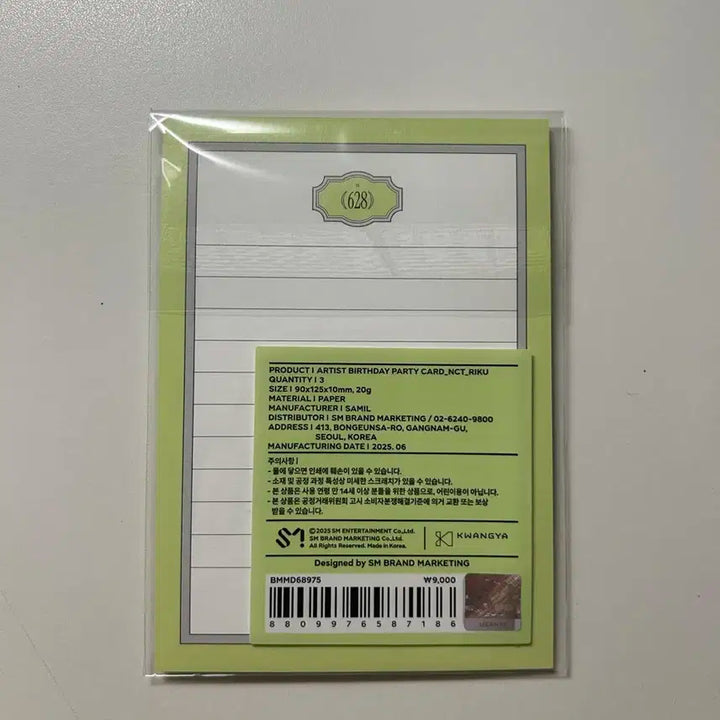 628
PRODUCT I ARTIST BIRTHDAY PARTY CARD_NCT_RIKU
QUANTITY I 3
SIZE I 90x125x10mm, 20g
MATERIAL I PAPER
MANUFACTURER I SAMIL
DISTRIBUTOR I SM BRAND MARKETING / 02-6240-9800
ADDRESS I 413, BONGEUNSA-RO, GANGNAM-GU,
SEOUL, KOREA
MANUFACTURING DATE I 2025. 06
주의사항 |
- 물에 닿으면 인쇄에 훼손이 있을 수 있습니다.
- 소재 및 공정 과정 특성상 미세한 스크래치가 있을 수 있습니다.
- 본 상품은 사용 연령 만 14세 이상 분들을 위한 상품으로, 어린이용이 아닙니다.
- 본 상품은 공정거래위원회 고시 소비자분쟁해결기준에 의거 교환 또는 보상
받을 수 있습니다.
SM
©2025 SM ENTERTAINMENT Co.,Ltd.
SM BRAND MARKETING Co.,Ltd.
All Rights Reserved. Made in Korea.
KWANGYA
Designed by SM BRAND MARKETING
BMMD68975 ₩9,000
8 809976 587186